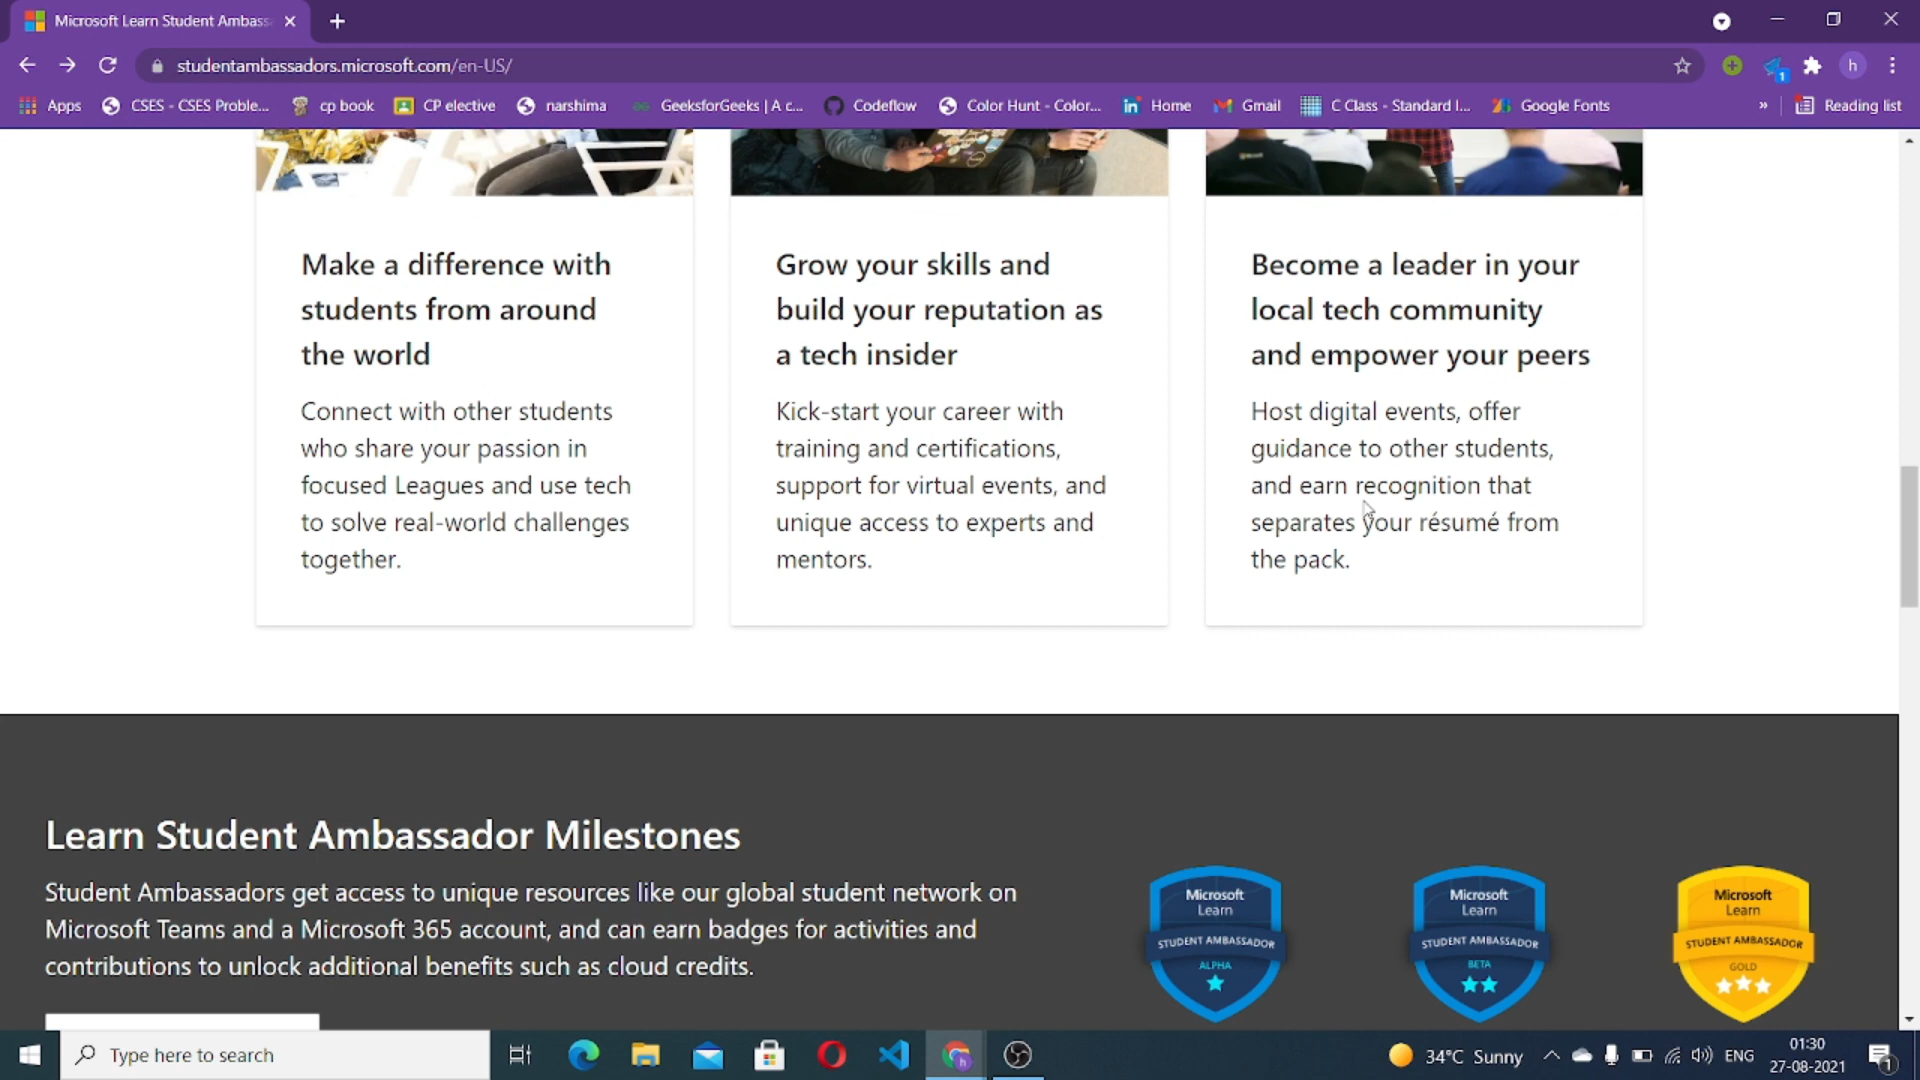 Microsoft Learn Student Ambass
studentambassadors.microsoft.com/en-US/
h
1
Apps
CSES - CSES Proble...
cp book
CP elective
narshima
GeeksforGeeks | A c...
Codeflow
Color Hunt - Color...
Home
Gmail
C Class - Standard I...
Google Fonts
»
Reading list
Make a difference with
students from around
the world
Connect with other students
who share your passion in
focused Leagues and use tech
to solve real-world challenges
together.
Grow your skills and
build your reputation as
a tech insider
Kick-start your career with
training and certifications,
support for virtual events, and
unique access to experts and
mentors.
Become a leader in your
local tech community
and empower your peers
Host digital events, offer
guidance to other students,
and earn recognition that
separates your résumé from
the pack.
Learn Student Ambassador Milestones
Student Ambassadors get access to unique resources like our global student network on
Microsoft Teams and a Microsoft 365 account, and can earn badges for activities and
contributions to unlock additional benefits such as cloud credits.
Microsoft
Learn
STUDENT AMBASSADOR
ALPHA
Microsoft
Learn
STUDENT AMBASSADOR
BETA
Microsoft
Learn
STUDENT AMBASSADOR
GOLD
Type here to search
34°C Sunny
ENG
01:30
27-08-2021
1